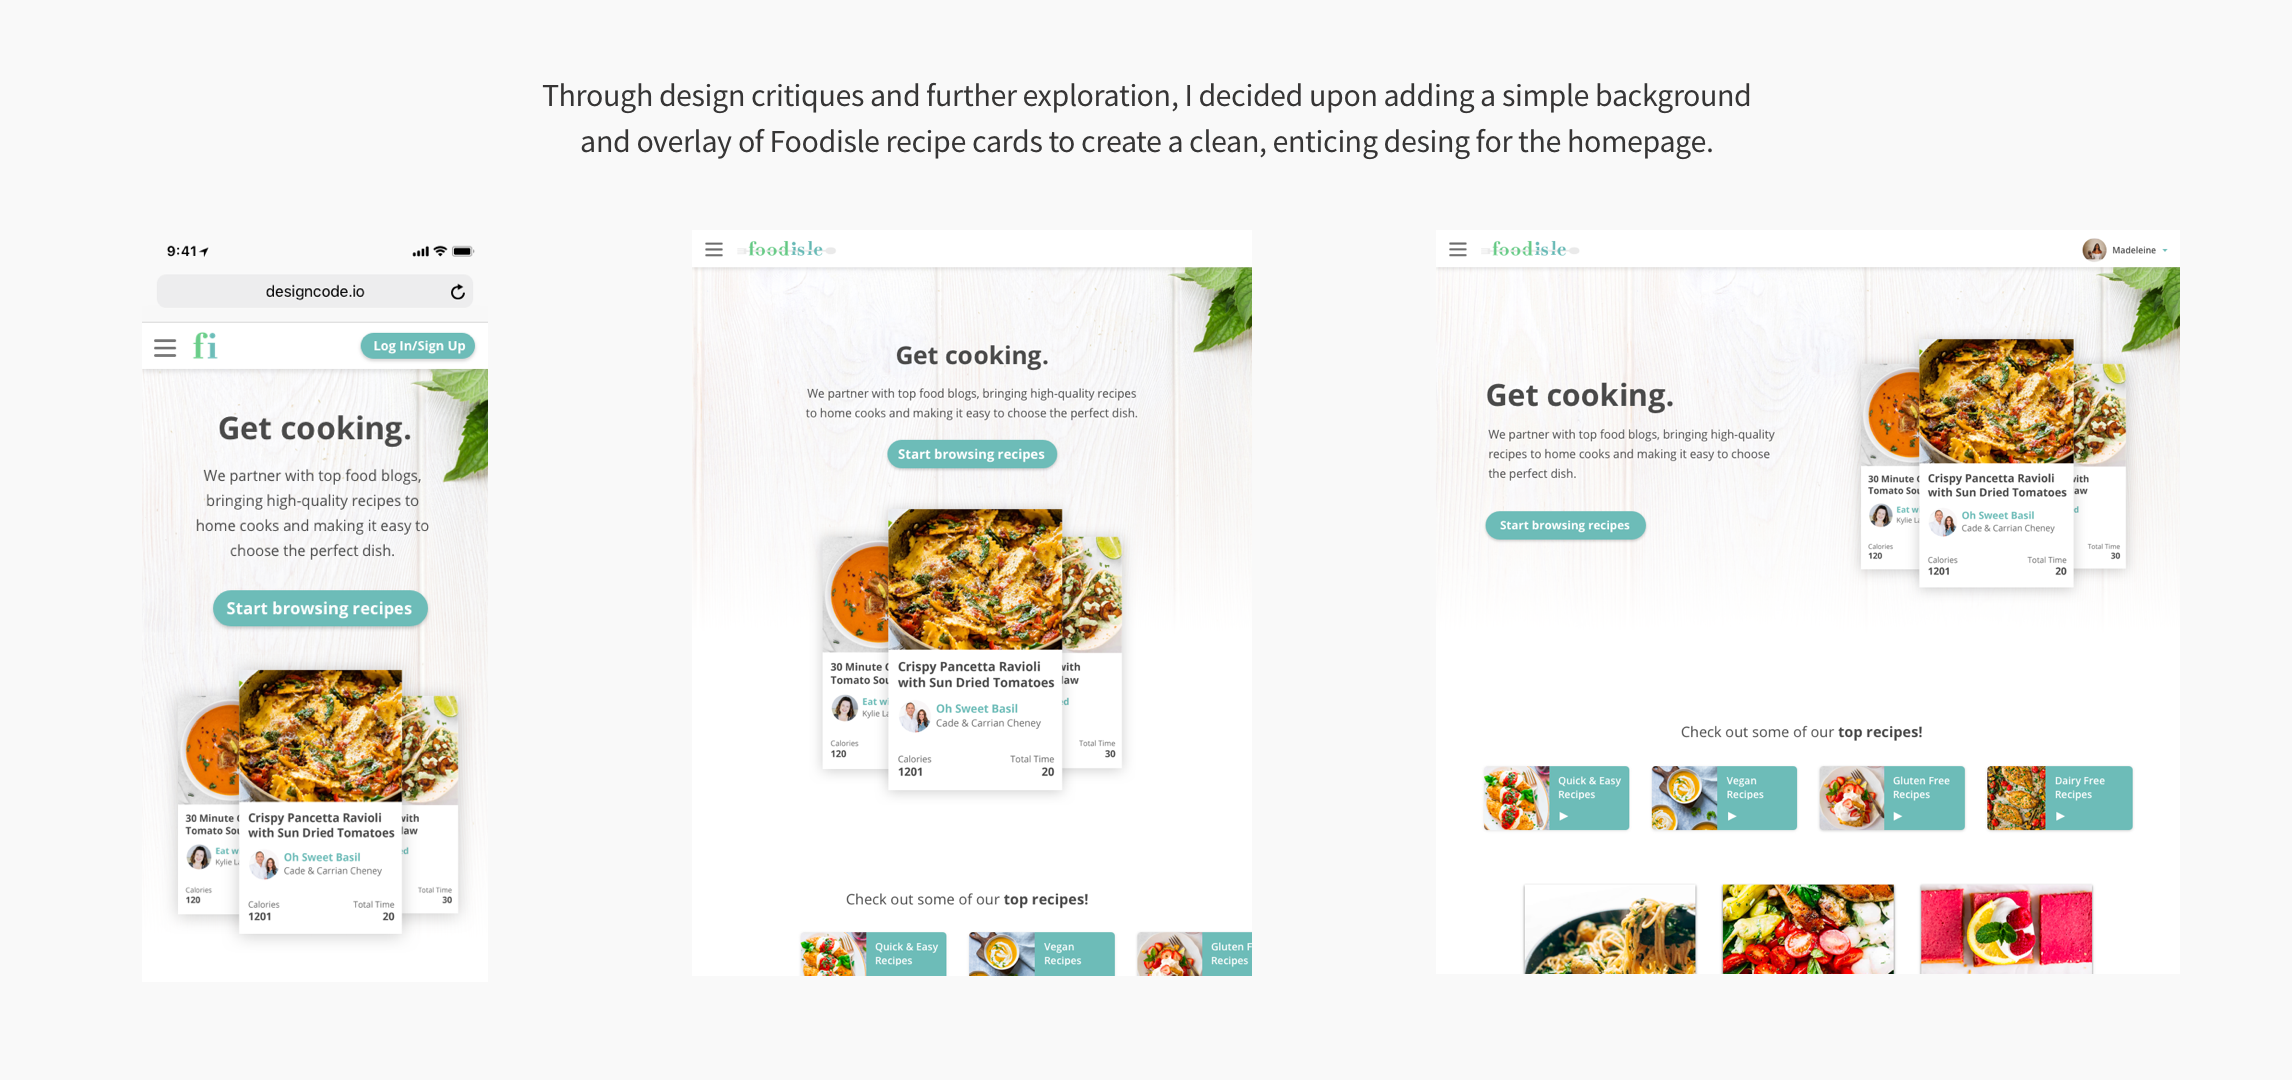 Through design critiques and further exploration, I decided upon adding a simple background
and overlay of Foodisle recipe cards to create a clean, enticing desing for the homepage.
9:41
designcode.io
fi
Log In/Sign Up
Get cooking.
We partner with top food blogs,
bringing high-quality recipes to
home cooks and making it easy to
choose the perfect dish.
Start browsing recipes
30 Minute
Tomato Sou
Eat w
Kylie L
Calories
120
Crispy Pancetta Ravioli
with Sun Dried Tomatoes
Oh Sweet Basil
Cade & Carrian Cheney
Calories
1201
Total Time
20
with
law
ed
Total Time
30
foodisle
Get cooking.
We partner with top food blogs, bringing high-quality recipes
to home cooks and making it easy to choose the perfect dish.
Start browsing recipes
30 Minute
Tomato Sou
Eat w
Kylie La
Calories
120
Crispy Pancetta Ravioli
with Sun Dried Tomatoes
Oh Sweet Basil
Cade & Carrian Cheney
Calories
1201
Total Time
20
with
law
ed
Total Time
30
Check out some of our top recipes!
Quick & Easy
Recipes
Vegan
Recipes
Gluten F
Recipes
foodisle
Madeleine
Get cooking.
We partner with top food blogs, bringing high-quality
recipes to home cooks and making it easy to choose
the perfect dish.
Start browsing recipes
30 Minute
Tomato Sou
Eat w
Kylie La
Calories
120
Crispy Pancetta Ravioli
with Sun Dried Tomatoes
Oh Sweet Basil
Cade & Carrian Cheney
Calories
1201
Total Time
20
with
aw
d
Total Time
30
Check out some of our top recipes!
Quick & Easy
Recipes
Vegan
Recipes
Gluten Free
Recipes
Dairy Free
Recipes